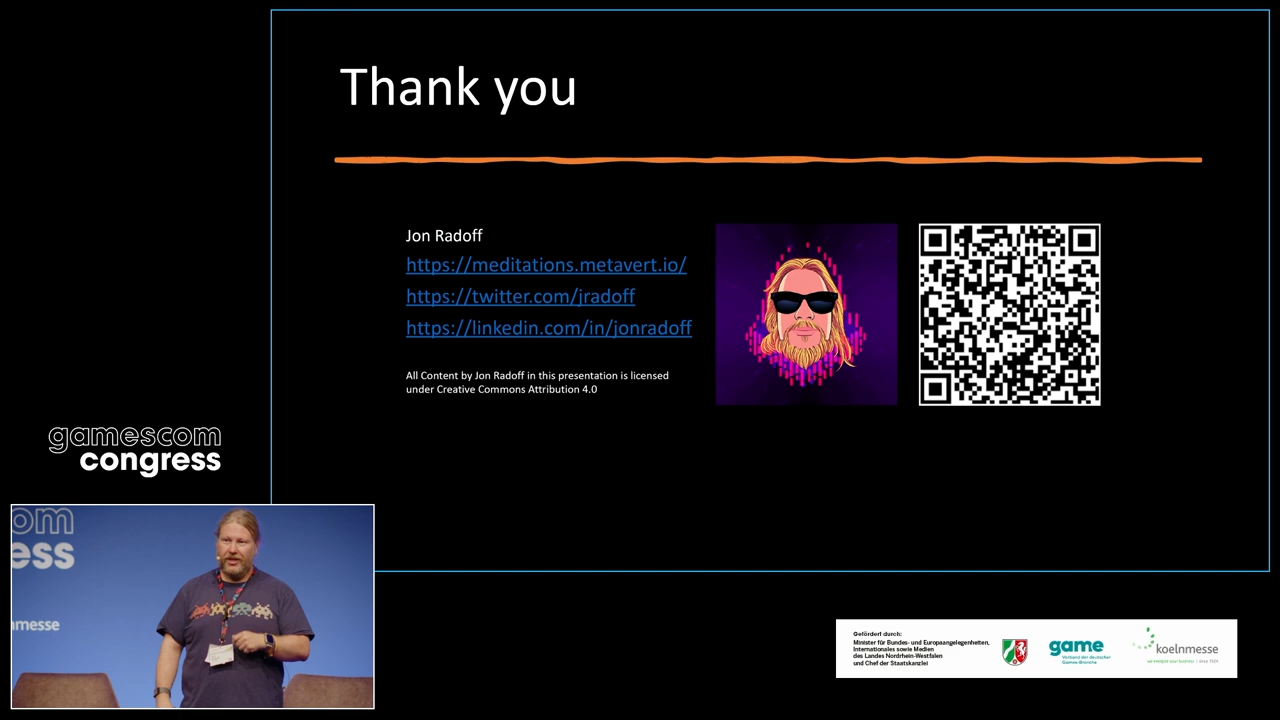 Thank you
Jon Radoff
https://meditations.metavert.io/
https://twitter.com/jradoff
https://linkedin.com/in/jonradoff
All Content by Jon Radoff in this presentation is licensed
under Creative Commons Attribution 4.0
gamescom
congress
om
ess
nmesse
Gefördert durch:
Minister für Bundes- und Europaangelegenheiten,
Internationales sowie Medien
des Landes Nordrhein-Westfalen
und Chef der Staatskanzlei
game
Verband der deutschen
Games-Branche
koelnmesse